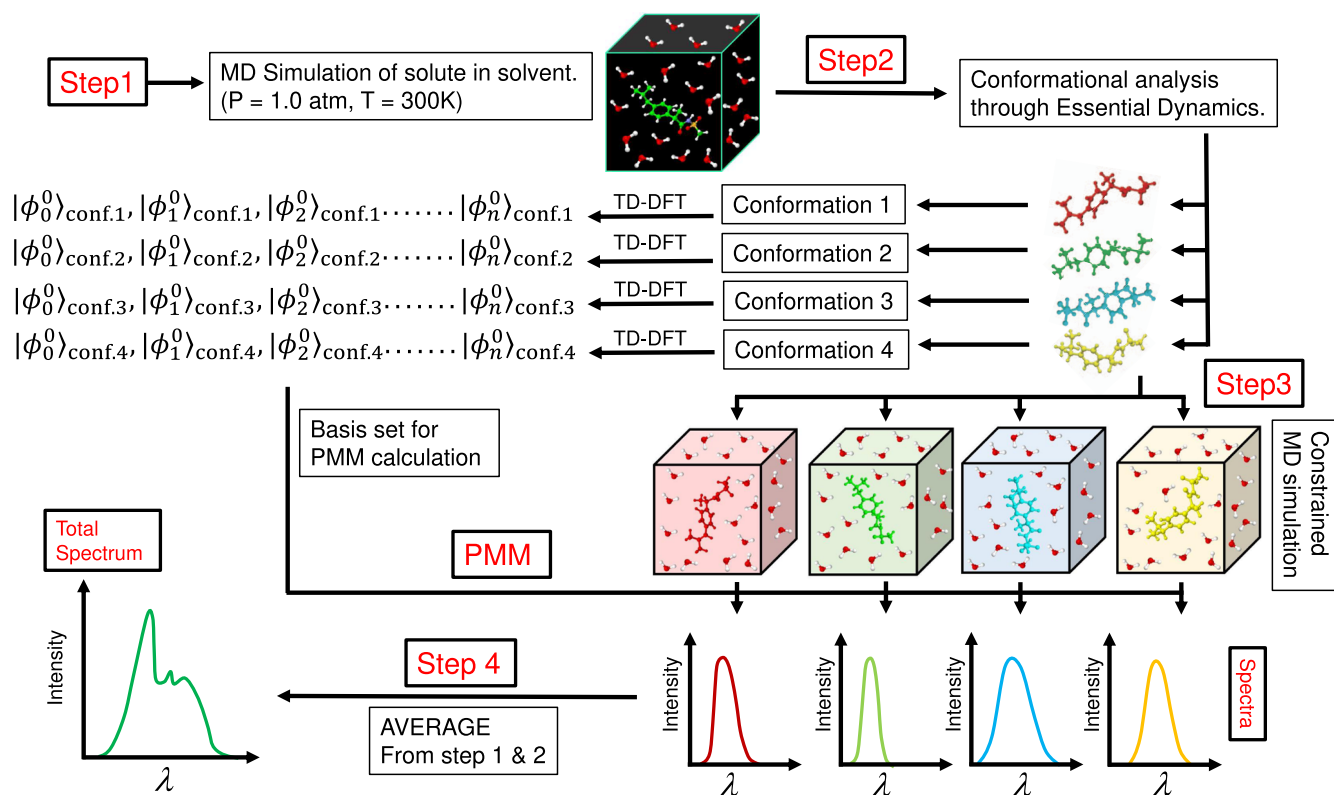 Step1
MD Simulation of solute in solvent.
(P = 1.0 atm, T = 300K)
Step2
Conformational analysis
through Essential Dynamics.
|ϕ₀⁰⟩conf.1, |ϕ₁⁰⟩conf.1, |ϕ₂⁰⟩conf.1....... |ϕₙ⁰⟩conf.1
TD-DFT
Conformation 1
|ϕ₀⁰⟩conf.2, |ϕ₁⁰⟩conf.2, |ϕ₂⁰⟩conf.2....... |ϕₙ⁰⟩conf.2
TD-DFT
Conformation 2
|ϕ₀⁰⟩conf.3, |ϕ₁⁰⟩conf.3, |ϕ₂⁰⟩conf.3....... |ϕₙ⁰⟩conf.3
TD-DFT
Conformation 3
|ϕ₀⁰⟩conf.4, |ϕ₁⁰⟩conf.4, |ϕ₂⁰⟩conf.4....... |ϕₙ⁰⟩conf.4
TD-DFT
Conformation 4
Step3
Basis set for
PMM calculation
Constrained
MD simulation
Total
Spectrum
PMM
Intensity
λ
Step 4
AVERAGE
From step 1 & 2
Intensity
λ
Intensity
λ
Intensity
λ
Intensity
λ
Spectra